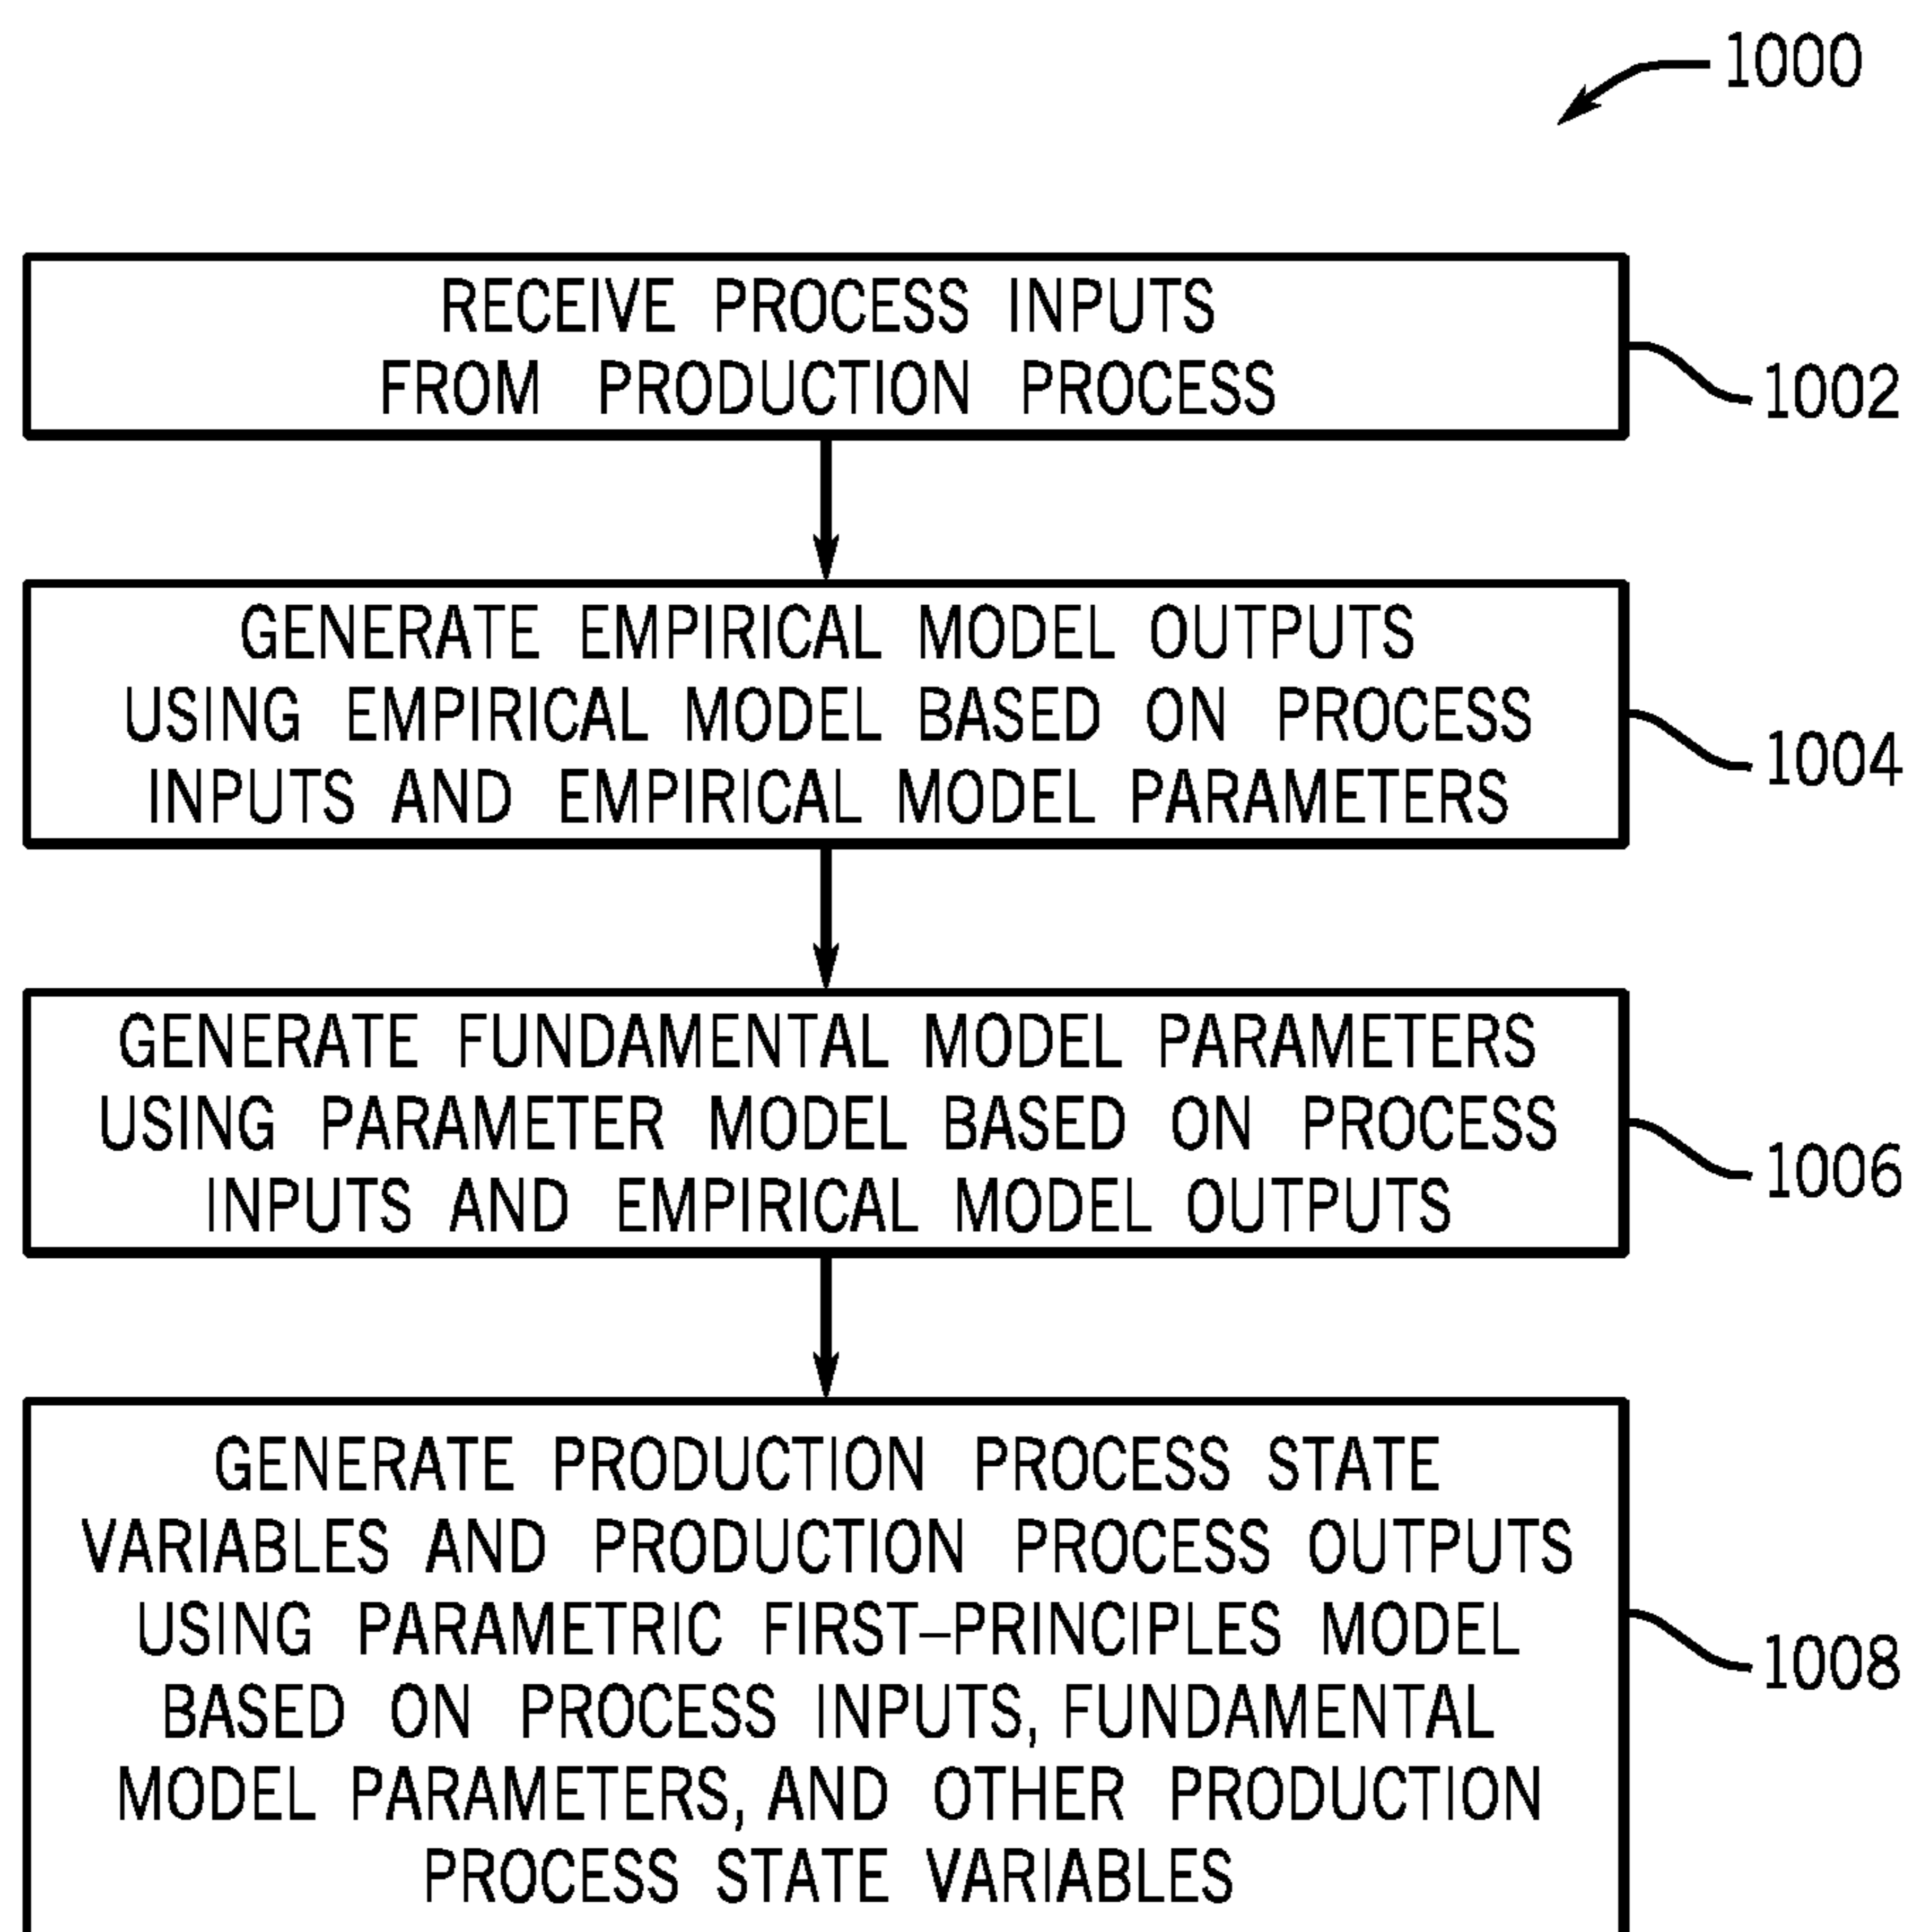 1000
RECEIVE PROCESS INPUTS
FROM PRODUCTION PROCESS
1002
GENERATE EMPIRICAL MODEL OUTPUTS
USING EMPIRICAL MODEL BASED ON PROCESS
INPUTS AND EMPIRICAL MODEL PARAMETERS
1004
GENERATE FUNDAMENTAL MODEL PARAMETERS
USING PARAMETER MODEL BASED ON PROCESS
INPUTS AND EMPIRICAL MODEL OUTPUTS
1006
GENERATE PRODUCTION PROCESS STATE
VARIABLES AND PRODUCTION PROCESS OUTPUTS
USING PARAMETRIC FIRST–PRINCIPLES MODEL
BASED ON PROCESS INPUTS, FUNDAMENTAL
MODEL PARAMETERS, AND OTHER PRODUCTION
PROCESS STATE VARIABLES
1008